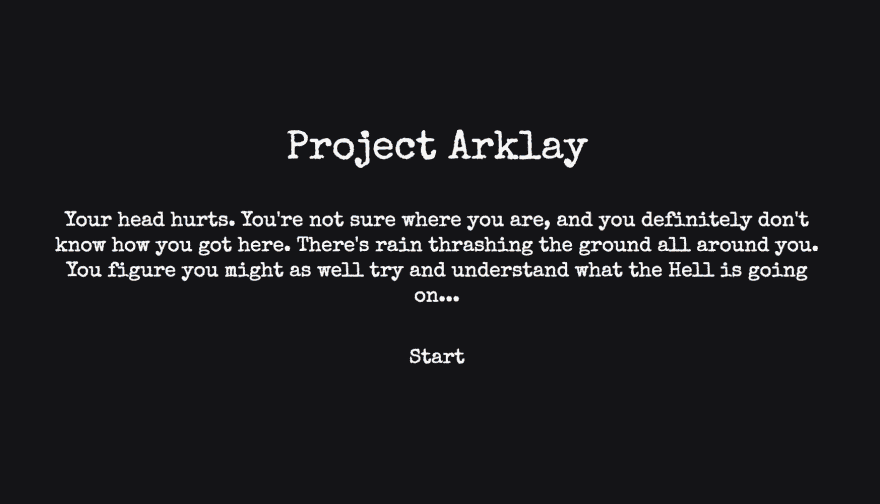 Project Arklay
Your head hurts. You're not sure where you are, and you definitely don't
know how you got here. There's rain thrashing the ground all around you.
You figure you might as well try and understand what the Hell is going
on...
Start